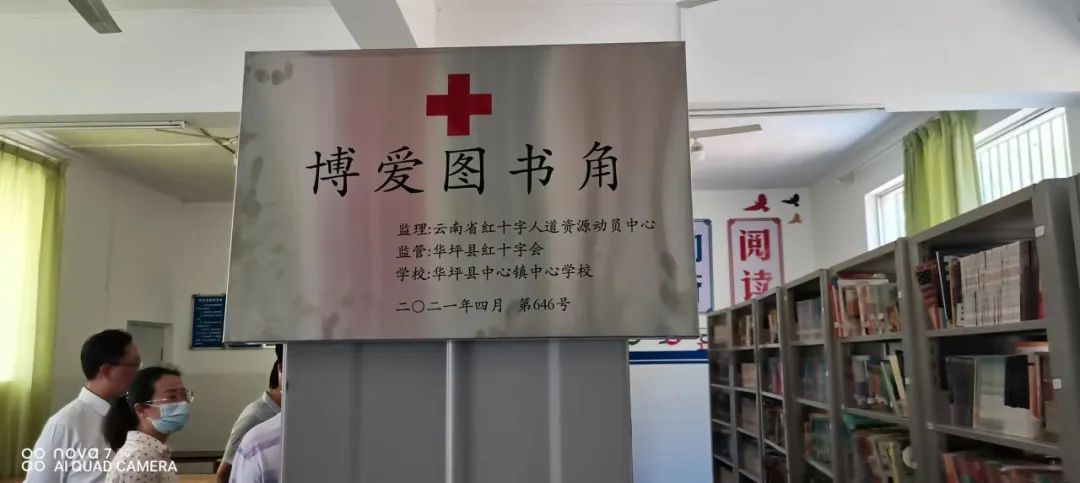 博爱图书角
监理:云南省红十字人道资源动员中心
监管:华坪县红十字会
学校:华坪县中心镇中心学校
二〇二一年四月 第646号
阅读
nova 7
AI QUAD CAMERA